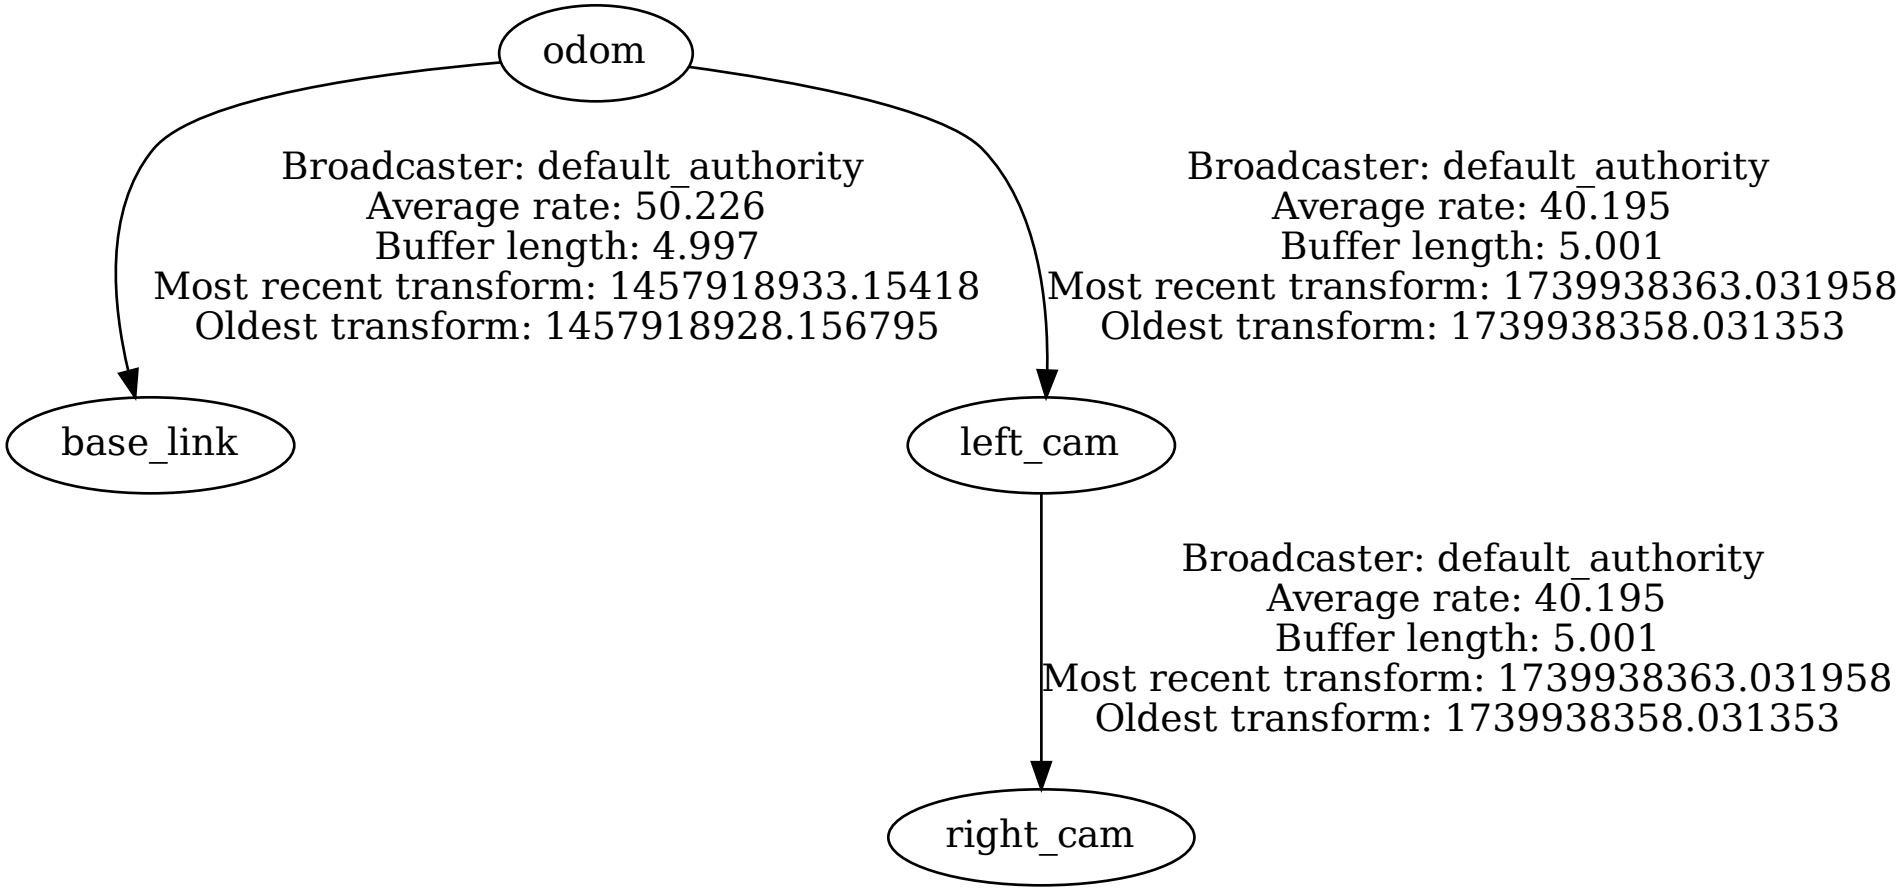 odom
Broadcaster: default_authority
Average rate: 50.226
Buffer length: 4.997
Most recent transform: 1457918933.15418
Oldest transform: 1457918928.156795
Broadcaster: default_authority
Average rate: 40.195
Buffer length: 5.001
Most recent transform: 1739938363.031958
Oldest transform: 1739938358.031353
base_link
left_cam
Broadcaster: default_authority
Average rate: 40.195
Buffer length: 5.001
Most recent transform: 1739938363.031958
Oldest transform: 1739938358.031353
right_cam